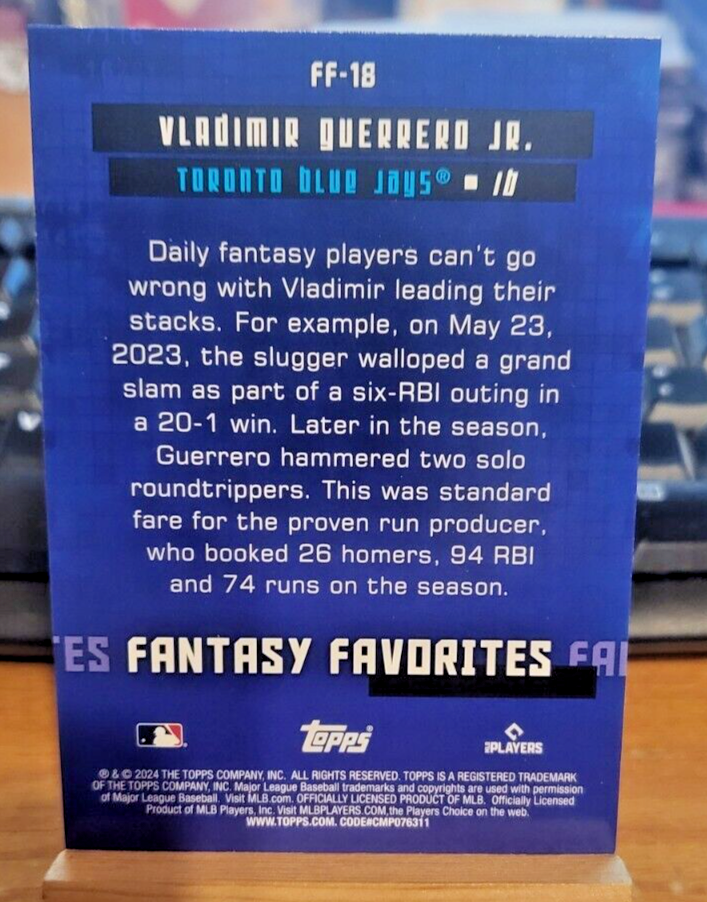 FF-18
VLADIMIR GUERRERO JR.
TORONTO BLUE JAYS® ▪ 1B
Daily fantasy players can't go
wrong with Vladimir leading their
stacks. For example, on May 23,
2023, the slugger walloped a grand
slam as part of a six-RBI outing in
a 20-1 win. Later in the season,
Guerrero hammered two solo
roundtrippers. This was standard
fare for the proven run producer,
who booked 26 homers, 94 RBI
and 74 runs on the season.
TES FANTASY FAVORITES FA
topps® PLAYERS
® & © 2024 THE TOPPS COMPANY, INC. ALL RIGHTS RESERVED. TOPPS IS A REGISTERED TRADEMARK
OF THE TOPPS COMPANY, INC. Major League Baseball trademarks and copyrights are used with permission
of Major League Baseball. Visit MLB.com. OFFICIALLY LICENSED PRODUCT OF MLB. Officially Licensed
Product of MLB Players, Inc. Visit MLBPLAYERS.COM,the Players Choice on the web.
WWW.TOPPS.COM. CODE#CMP076311